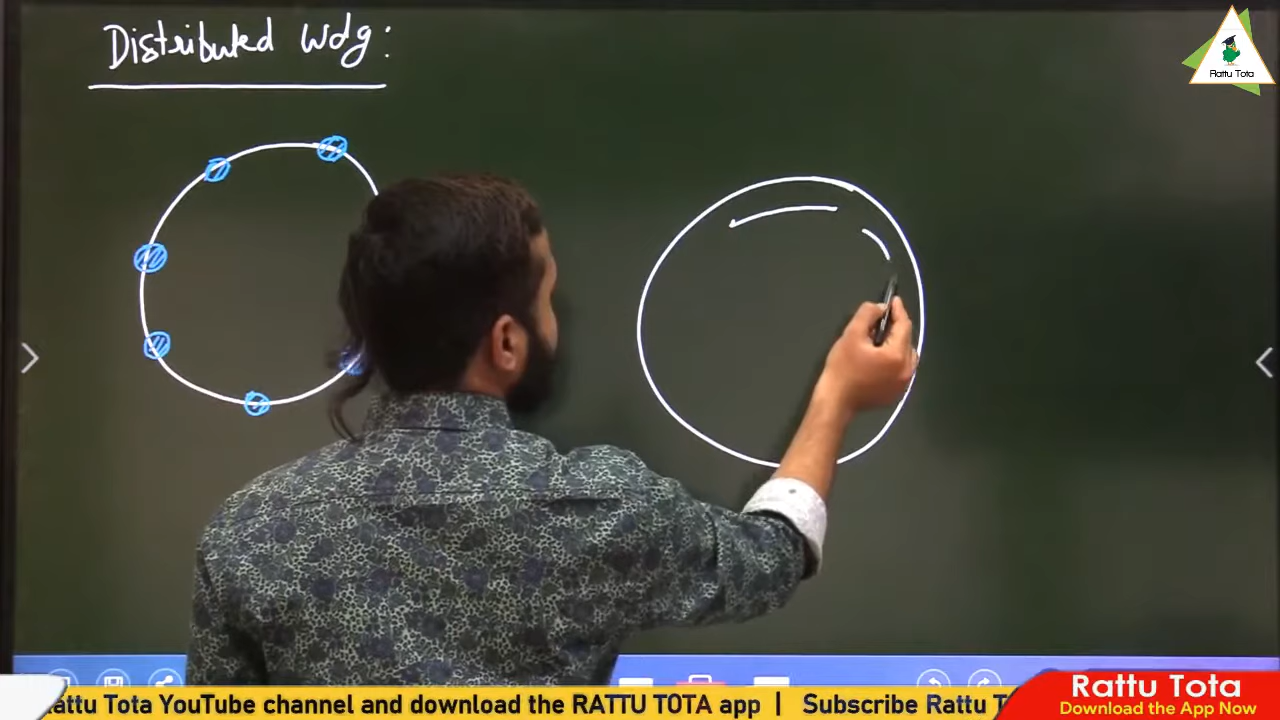 Distributed Wdg:
Rattu Tota
attu Tota YouTube channel and download the RATTU TOTA app | Subscribe Rattu T
Rattu Tota
Download the App Now